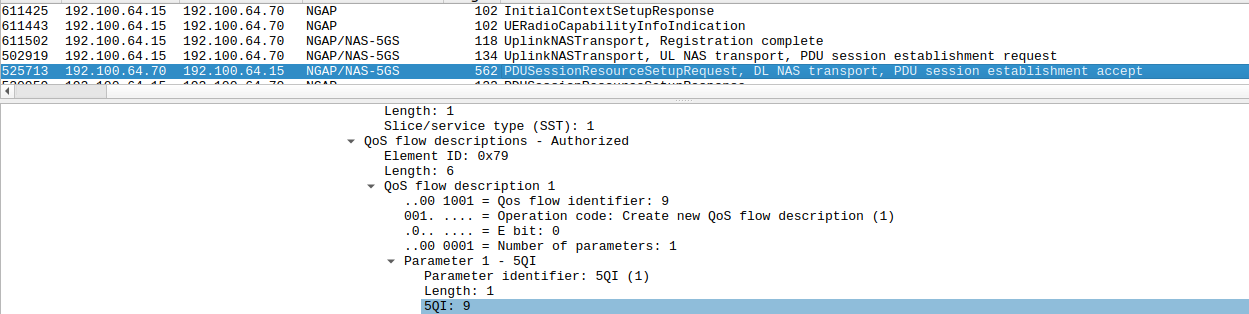 611425 192.100.64.15 192.100.64.70 NGAP 102 InitialContextSetupResponse
611443 192.100.64.15 192.100.64.70 NGAP 102 UERadioCapabilityInfoIndication
611502 192.100.64.15 192.100.64.70 NGAP/NAS-5GS 118 UplinkNASTransport, Registration complete
502919 192.100.64.15 192.100.64.70 NGAP/NAS-5GS 134 UplinkNASTransport, UL NAS transport, PDU session establishment request
525713 192.100.64.70 192.100.64.15 NGAP/NAS-5GS 562 PDUSessionResourceSetupRequest, DL NAS transport, PDU session establishment accept
Length: 1
Slice/service type (SST): 1
QoS flow descriptions - Authorized
Element ID: 0x79
Length: 6
QoS flow description 1
..00 1001 = Qos flow identifier: 9
001. .... = Operation code: Create new QoS flow description (1)
.0.. .... = E bit: 0
..00 0001 = Number of parameters: 1
Parameter 1 - 5QI
Parameter identifier: 5QI (1)
Length: 1
5QI: 9